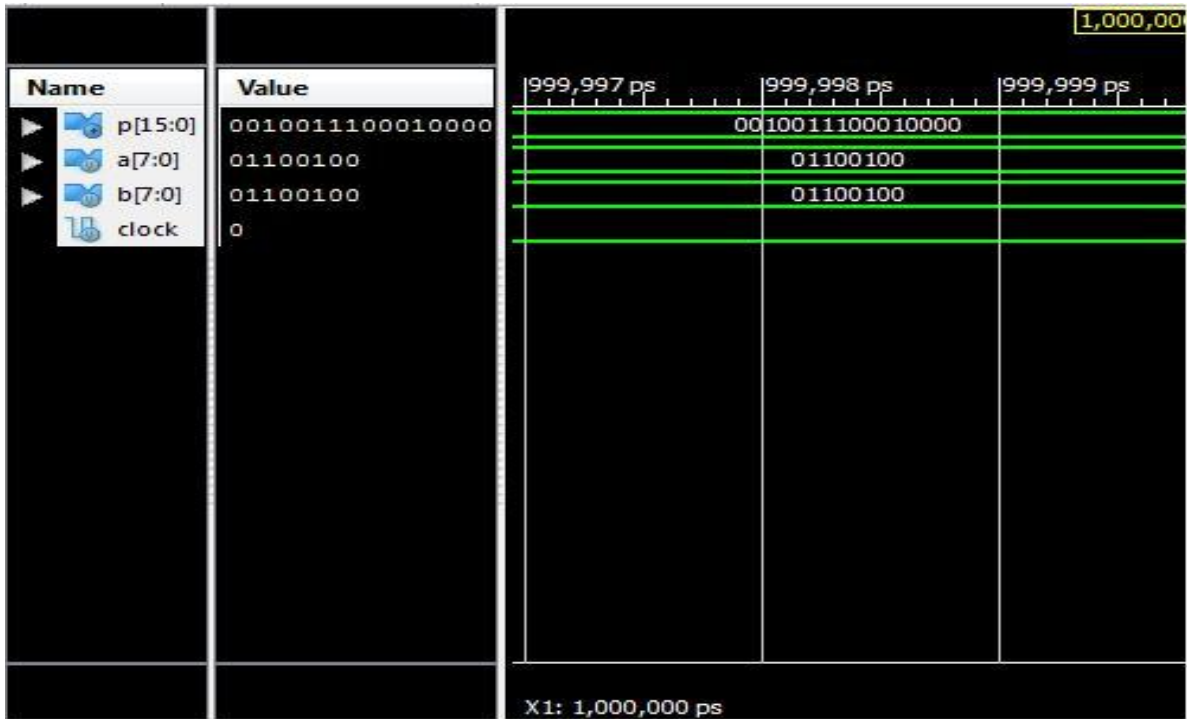 1,000,00
Name Value 999,997 ps 999,998 ps 999,999 ps
p[15:0] 0010011100010000 0010011100010000
a[7:0] 01100100 01100100
b[7:0] 01100100 01100100
clock 0
X1: 1,000,000 ps